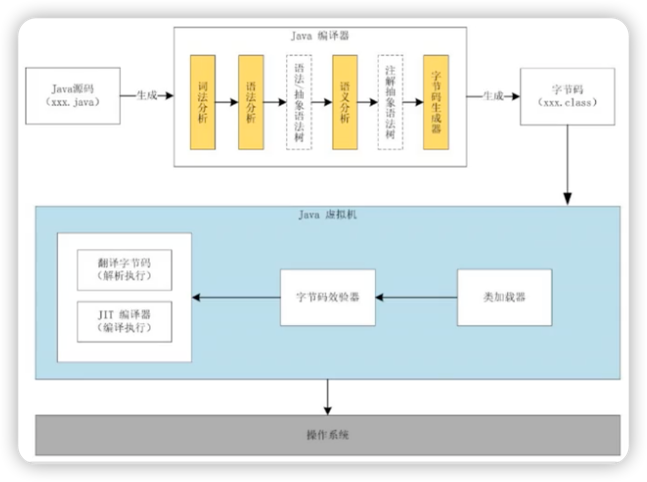 Java 编译器
Java源码
（xxx.java）
生成
词法分析
语法分析
语法/抽象语法树
语义分析
注解抽象语法树
字节码生成器
生成
字节码
（xxx.class）
Java 虚拟机
翻译字节码
（解析执行）
JIT 编译器
（编译执行）
字节码效验器
类加载器
操作系统